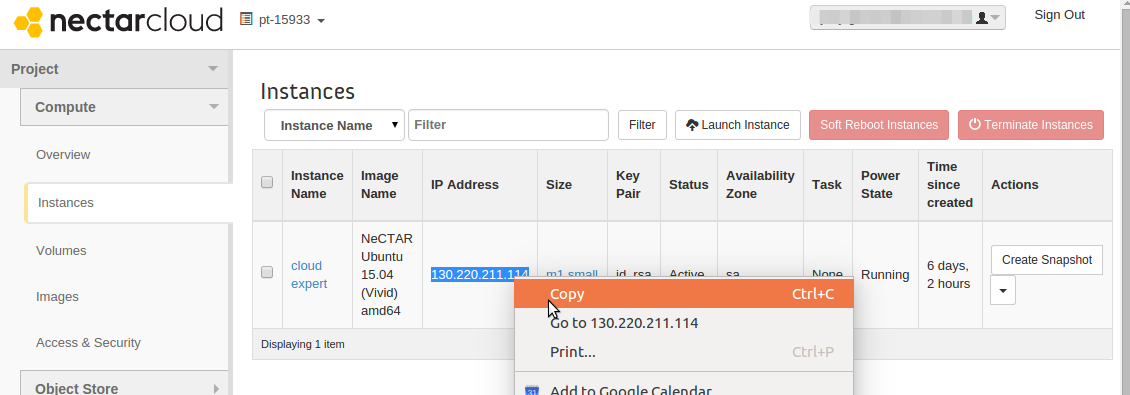 nectarcloud
pt-15933
Sign Out
Project
Compute
Overview
Instances
Volumes
Images
Access & Security
Object Store
Instances
Instance Name
Filter
Filter
Launch Instance
Soft Reboot Instances
Terminate Instances
Instance Name
Image Name
IP Address
Size
Key Pair
Status
Availability Zone
Task
Power State
Time since created
Actions
cloud expert
NeCTAR Ubuntu 15.04 (Vivid) amd64
130.220.211.114
m1.small
id_rsa
Active
sa
None
Running
6 days, 2 hours
Create Snapshot
Displaying 1 item
Copy Ctrl+C
Go to 130.220.211.114
Print... Ctrl+P
31
Add to Google Calendar